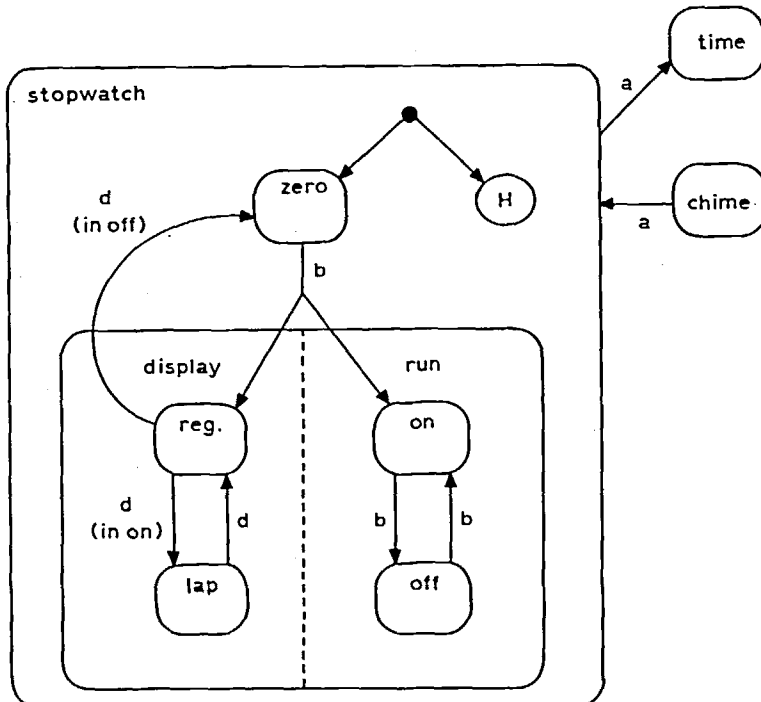 time
stopwatch
a
zero
H
chime
a
d
(in off)
b
display
run
reg.
on
d
(in on)
d
b
b
lap
off